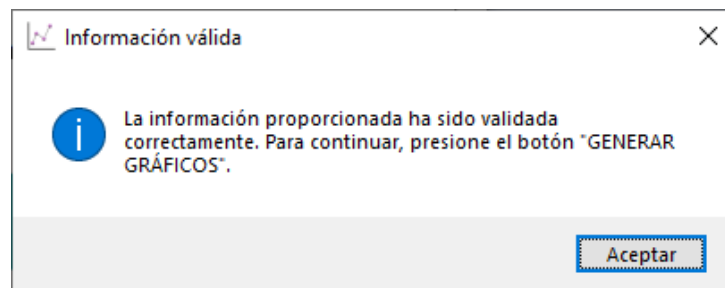 Información válida
La información proporcionada ha sido validada
correctamente. Para continuar, presione el botón "GENERAR
GRÁFICOS".
Aceptar